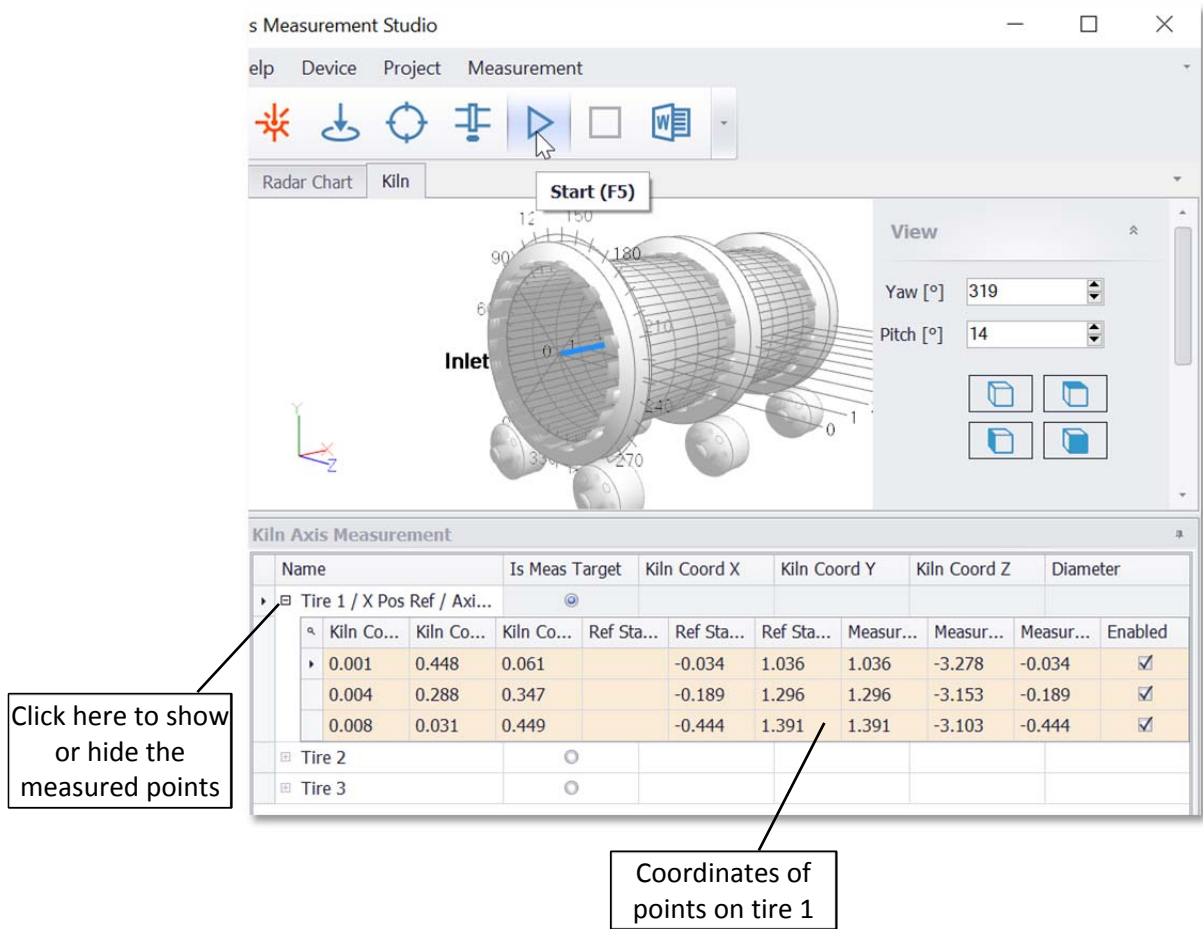 s Measurement Studio
elp Device Project Measurement
W
Radar Chart Kiln
Start (F5)
12 150
90 180
60
210
Inlet
0 1
240
0 1
330 270
Y
X
Z
View
Yaw [°] 319
Pitch [°] 14
Kiln Axis Measurement
Name Is Meas Target Kiln Coord X Kiln Coord Y Kiln Coord Z Diameter
Tire 1 / X Pos Ref / Axi...
Kiln Co... Kiln Co... Kiln Co... Ref Sta... Ref Sta... Ref Sta... Measur... Measur... Measur... Enabled
0.001 0.448 0.061 -0.034 1.036 1.036 -3.278 -0.034
0.004 0.288 0.347 -0.189 1.296 1.296 -3.153 -0.189
0.008 0.031 0.449 -0.444 1.391 1.391 -3.103 -0.444
Tire 2
Tire 3
Click here to show
or hide the
measured points
Coordinates of
points on tire 1